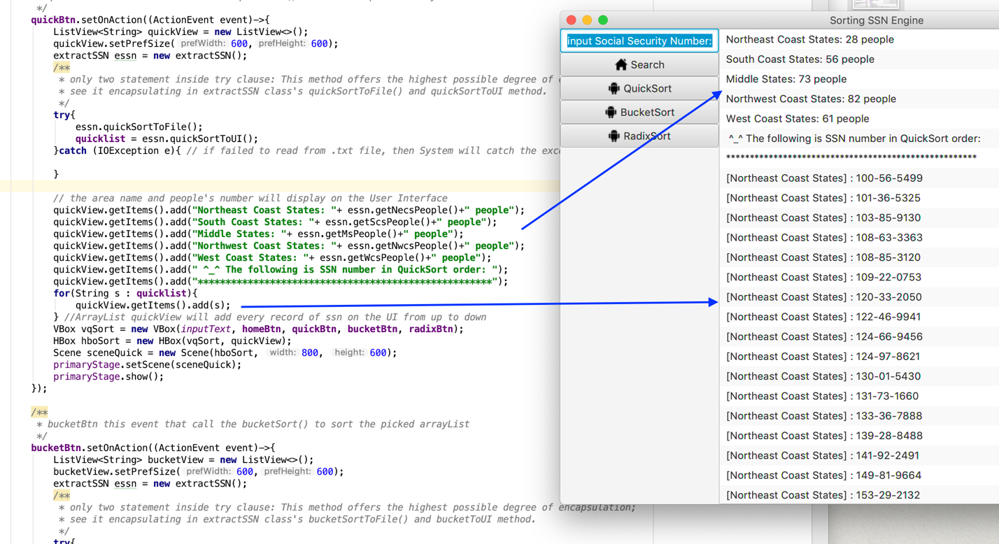 */
quickBtn.setOnAction((ActionEvent event)->{
ListView<String> quickView = new ListView<>();
quickView.setPrefSize( prefWidth: 600, prefHeight: 600);
extractSSN essn = new extractSSN();
/**
* only two statement inside try clause: This method offers the highest possible degree of
* see it encapsulating in extractSSN class's quickSortToFile() and quickSortToUI method.
*/
try{
essn.quickSortToFile();
quicklist = essn.quickSortToUI();
}catch (IOException e){ // if failed to read from .txt file, then System will catch the
}
// the area name and people's number will display on the User Interface
quickView.getItems().add("Northeast Coast States: "+ essn.getNecsPeople()+" people");
quickView.getItems().add("South Coast States: "+ essn.getScsPeople()+" people");
quickView.getItems().add("Middle States: "+ essn.getMsPeople()+" people");
quickView.getItems().add("Northwest Coast States: "+ essn.getNwcsPeople()+" people");
quickView.getItems().add("West Coast States: "+ essn.getWcsPeople()+" people");
quickView.getItems().add(" ^_^ The following is SSN number in QuickSort order: ");
quickView.getItems().add("*****************************************************");
for(String s : quicklist){
quickView.getItems().add(s);
} //ArrayList quickView will add every record of ssn on the UI from up to down
VBox vqSort = new VBox(inputText, homeBtn, quickBtn, bucketBtn, radixBtn);
HBox hboSort = new HBox(vqSort, quickView);
Scene sceneQuick = new Scene(hboSort, width: 800, height: 600);
primaryStage.setScene(sceneQuick);
primaryStage.show();
});
/**
* bucketBtn this event that call the bucketSort() to sort the picked arrayList
*/
bucketBtn.setOnAction((ActionEvent event)->{
ListView<String> bucketView = new ListView<>();
bucketView.setPrefSize( prefWidth: 600, prefHeight: 600);
extractSSN essn = new extractSSN();
/**
* only two statement inside try clause: This method offers the highest possible degree of encapsulation;
* see it encapsulating in extractSSN class's bucketSortToFile() and bucketToUI method.
*/
try{
Sorting SSN Engine
input Social Security Number:
Search
QuickSort
BucketSort
RadixSort
Northeast Coast States: 28 people
South Coast States: 56 people
Middle States: 73 people
Northwest Coast States: 82 people
West Coast States: 61 people
^_^ The following is SSN number in QuickSort order:
*****************************************************
[Northeast Coast States] : 100-56-5499
[Northeast Coast States] : 101-36-5325
[Northeast Coast States] : 103-85-9130
[Northeast Coast States] : 108-63-3363
[Northeast Coast States] : 108-85-3120
[Northeast Coast States] : 109-22-0753
[Northeast Coast States] : 120-33-2050
[Northeast Coast States] : 122-46-9941
[Northeast Coast States] : 124-66-9456
[Northeast Coast States] : 124-97-8621
[Northeast Coast States] : 130-01-5430
[Northeast Coast States] : 131-73-1660
[Northeast Coast States] : 133-36-7888
[Northeast Coast States] : 139-28-8488
[Northeast Coast States] : 141-92-2491
[Northeast Coast States] : 149-81-9664
[Northeast Coast States] : 153-29-2132